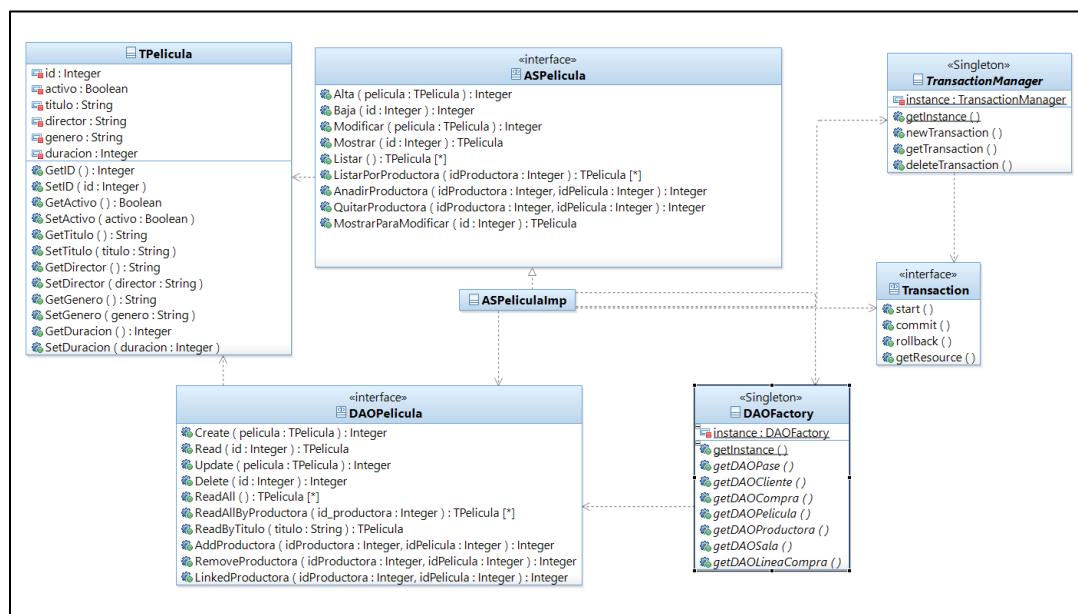 TPelicula
id : Integer
activo : Boolean
titulo : String
director : String
genero : String
duracion : Integer
GetID ( ) : Integer
SetID ( id : Integer )
GetActivo ( ) : Boolean
SetActivo ( activo : Boolean )
GetTitulo ( ) : String
SetTitulo ( titulo : String )
GetDirector ( ) : String
SetDirector ( director : String )
GetGenero ( ) : String
SetGenero ( genero : String )
GetDuracion ( ) : Integer
SetDuracion ( duracion : Integer )
«interface»
ASPelicula
Alta ( pelicula : TPelicula ) : Integer
Baja ( id : Integer ) : Integer
Modificar ( pelicula : TPelicula ) : Integer
Mostrar ( id : Integer ) : TPelicula
Listar ( ) : TPelicula [*]
ListarPorProductora ( idProductora : Integer ) : TPelicula [*]
AnadirProductora ( idProductora : Integer, idPelicula : Integer ) : Integer
QuitarProductora ( idProductora : Integer, idPelicula : Integer ) : Integer
MostrarParaModificar ( id : Integer ) : TPelicula
«Singleton»
TransactionManager
instance : TransactionManager
getInstance ( )
newTransaction ( )
getTransaction ( )
deleteTransaction ( )
ASPeliculaImp
«interface»
Transaction
start ( )
commit ( )
rollback ( )
getResource ( )
«interface»
DAOPelicula
Create ( pelicula : TPelicula ) : Integer
Read ( id : Integer ) : TPelicula
Update ( pelicula : TPelicula ) : Integer
Delete ( id : Integer ) : Integer
ReadAll ( ) : TPelicula [*]
ReadAllByProductora ( id_productora : Integer ) : TPelicula [*]
ReadByTitulo ( titulo : String ) : TPelicula
AddProductora ( idProductora : Integer, idPelicula : Integer ) : Integer
RemoveProductora ( idProductora : Integer, idPelicula : Integer ) : Integer
LinkedProductora ( idProductora : Integer, idPelicula : Integer ) : Integer
«Singleton»
DAOFactory
instance : DAOFactory
getInstance ( )
getDAOPase ( )
getDAOCliente ( )
getDAOCompra ( )
getDAOPelicula ( )
getDAOProductora ( )
getDAOSala ( )
getDAOLineaCompra ( )